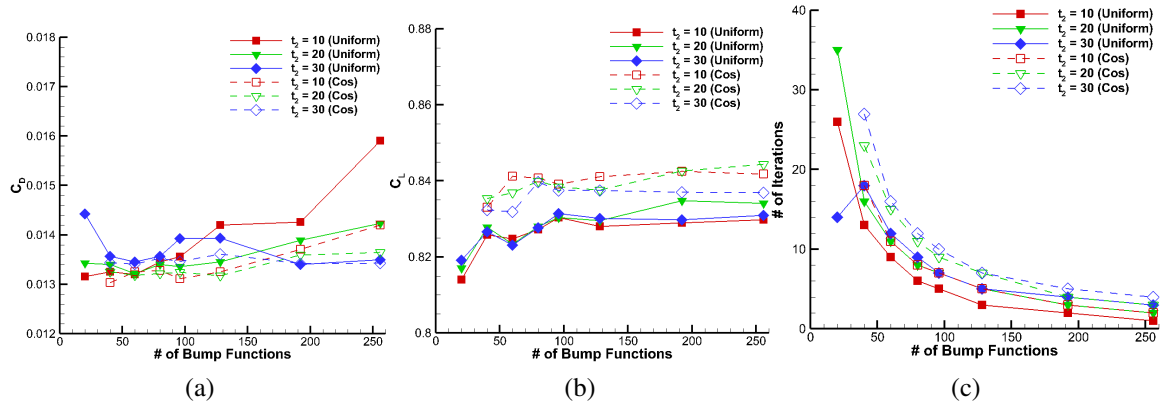 0.018
0.017
0.016
0.015
0.014
0.013
0.012
C_D
0
50
100
150
200
250
# of Bump Functions
t_2 = 10 (Uniform)
t_2 = 20 (Uniform)
t_2 = 30 (Uniform)
t_2 = 10 (Cos)
t_2 = 20 (Cos)
t_2 = 30 (Cos)
(a)
0.88
0.86
0.84
0.82
0.8
C_L
0
50
100
150
200
250
# of Bump Functions
t_2 = 10 (Uniform)
t_2 = 20 (Uniform)
t_2 = 30 (Uniform)
t_2 = 10 (Cos)
t_2 = 20 (Cos)
t_2 = 30 (Cos)
(b)
40
30
20
10
0
# of Iterations
0
50
100
150
200
250
# of Bump Functions
t_2 = 10 (Uniform)
t_2 = 20 (Uniform)
t_2 = 30 (Uniform)
t_2 = 10 (Cos)
t_2 = 20 (Cos)
t_2 = 30 (Cos)
(c)